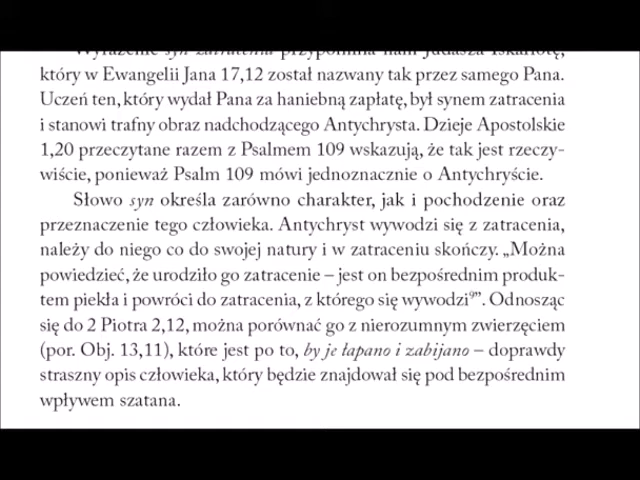 Wyrażenie syn zatracenia przypomina nam Judasza Iskariotę,
który w Ewangelii Jana 17,12 został nazwany tak przez samego Pana.
Uczeń ten, który wydał Pana za haniebną zapłatę, był synem zatracenia
i stanowi trafny obraz nadchodzącego Antychrysta. Dzieje Apostolskie
1,20 przeczytane razem z Psalmem 109 wskazują, że tak jest rzeczy-
wiście, ponieważ Psalm 109 mówi jednoznacznie o Antychryście.
Słowo syn określa zarówno charakter, jak i pochodzenie oraz
przeznaczenie tego człowieka. Antychryst wywodzi się z zatracenia,
należy do niego co do swojej natury i w zatraceniu skończy. „Można
powiedzieć, że urodziło go zatracenie – jest on bezpośrednim produk-
tem piekła i powróci do zatracenia, z którego się wywodzi⁹”. Odnosząc
się do 2 Piotra 2,12, można porównać go z nierozumnym zwierzęciem
(por. Obj. 13,11), które jest po to, by je łapano i zabijano – doprawdy
straszny opis człowieka, który będzie znajdował się pod bezpośrednim
wpływem szatana.